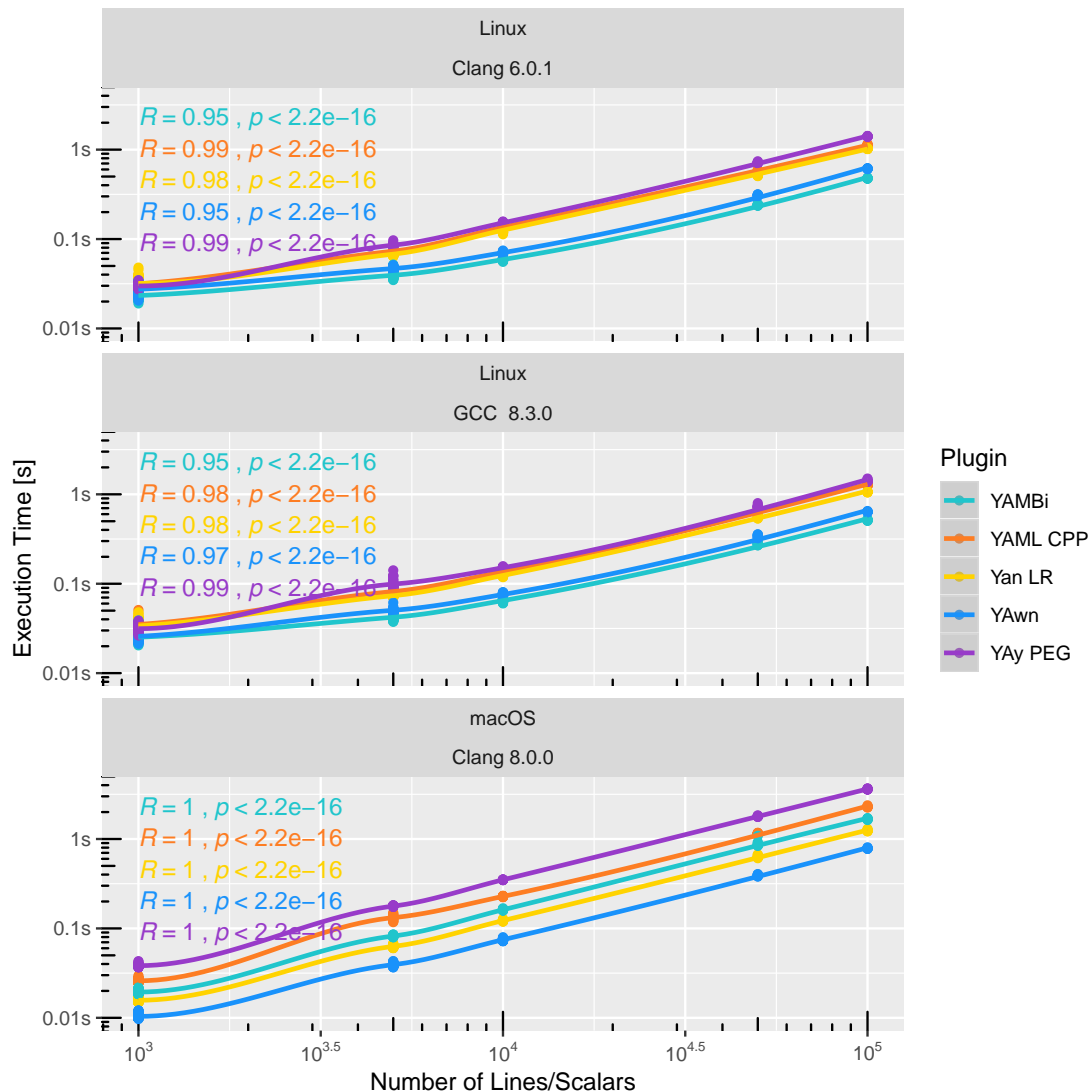 Linux
Clang 6.0.1
R = 0.95 , p < 2.2e−16
R = 0.99 , p < 2.2e−16
R = 0.98 , p < 2.2e−16
R = 0.95 , p < 2.2e−16
R = 0.99 , p < 2.2e−16
1s
0.1s
0.01s
Linux
GCC 8.3.0
R = 0.95 , p < 2.2e−16
R = 0.98 , p < 2.2e−16
R = 0.98 , p < 2.2e−16
R = 0.97 , p < 2.2e−16
R = 0.99 , p < 2.2e−16
1s
0.1s
0.01s
macOS
Clang 8.0.0
R = 1 , p < 2.2e−16
R = 1 , p < 2.2e−16
R = 1 , p < 2.2e−16
R = 1 , p < 2.2e−16
R = 1 , p < 2.2e−16
1s
0.1s
0.01s
10^3 10^3.5 10^4 10^4.5 10^5
Number of Lines/Scalars
Execution Time [s]
Plugin
YAMBi
YAML CPP
Yan LR
YAwn
YAy PEG